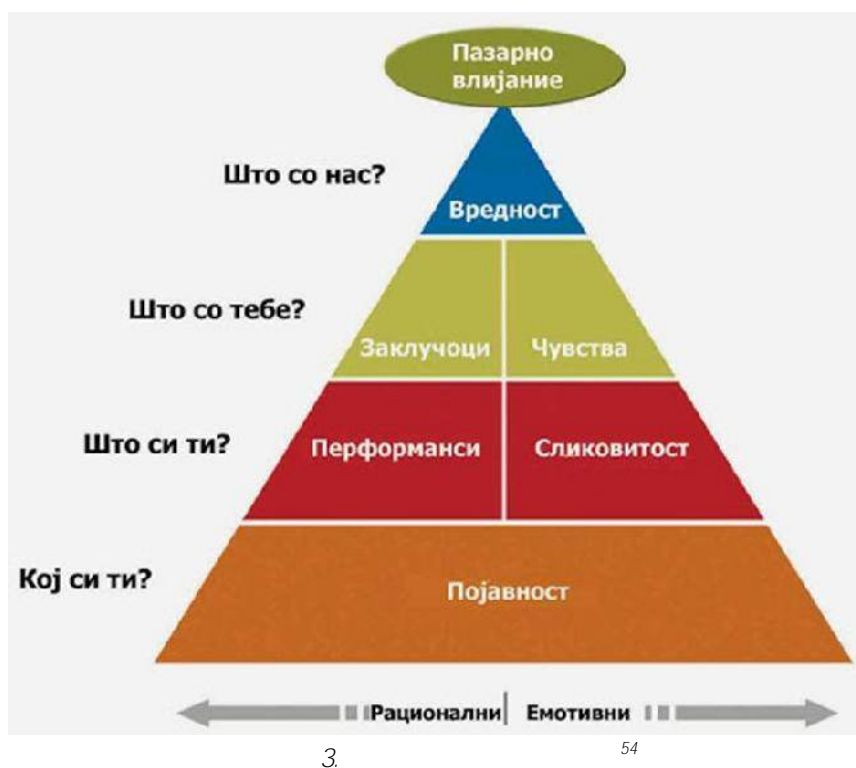 Пазарно
влијание
Што со нас?
Вредност
Што со тебе?
Заклучоци
Чувства
Што си ти?
Перформанси
Сликовитост
Кој си ти?
Појавност
Рационални
Емотивни
3.
54